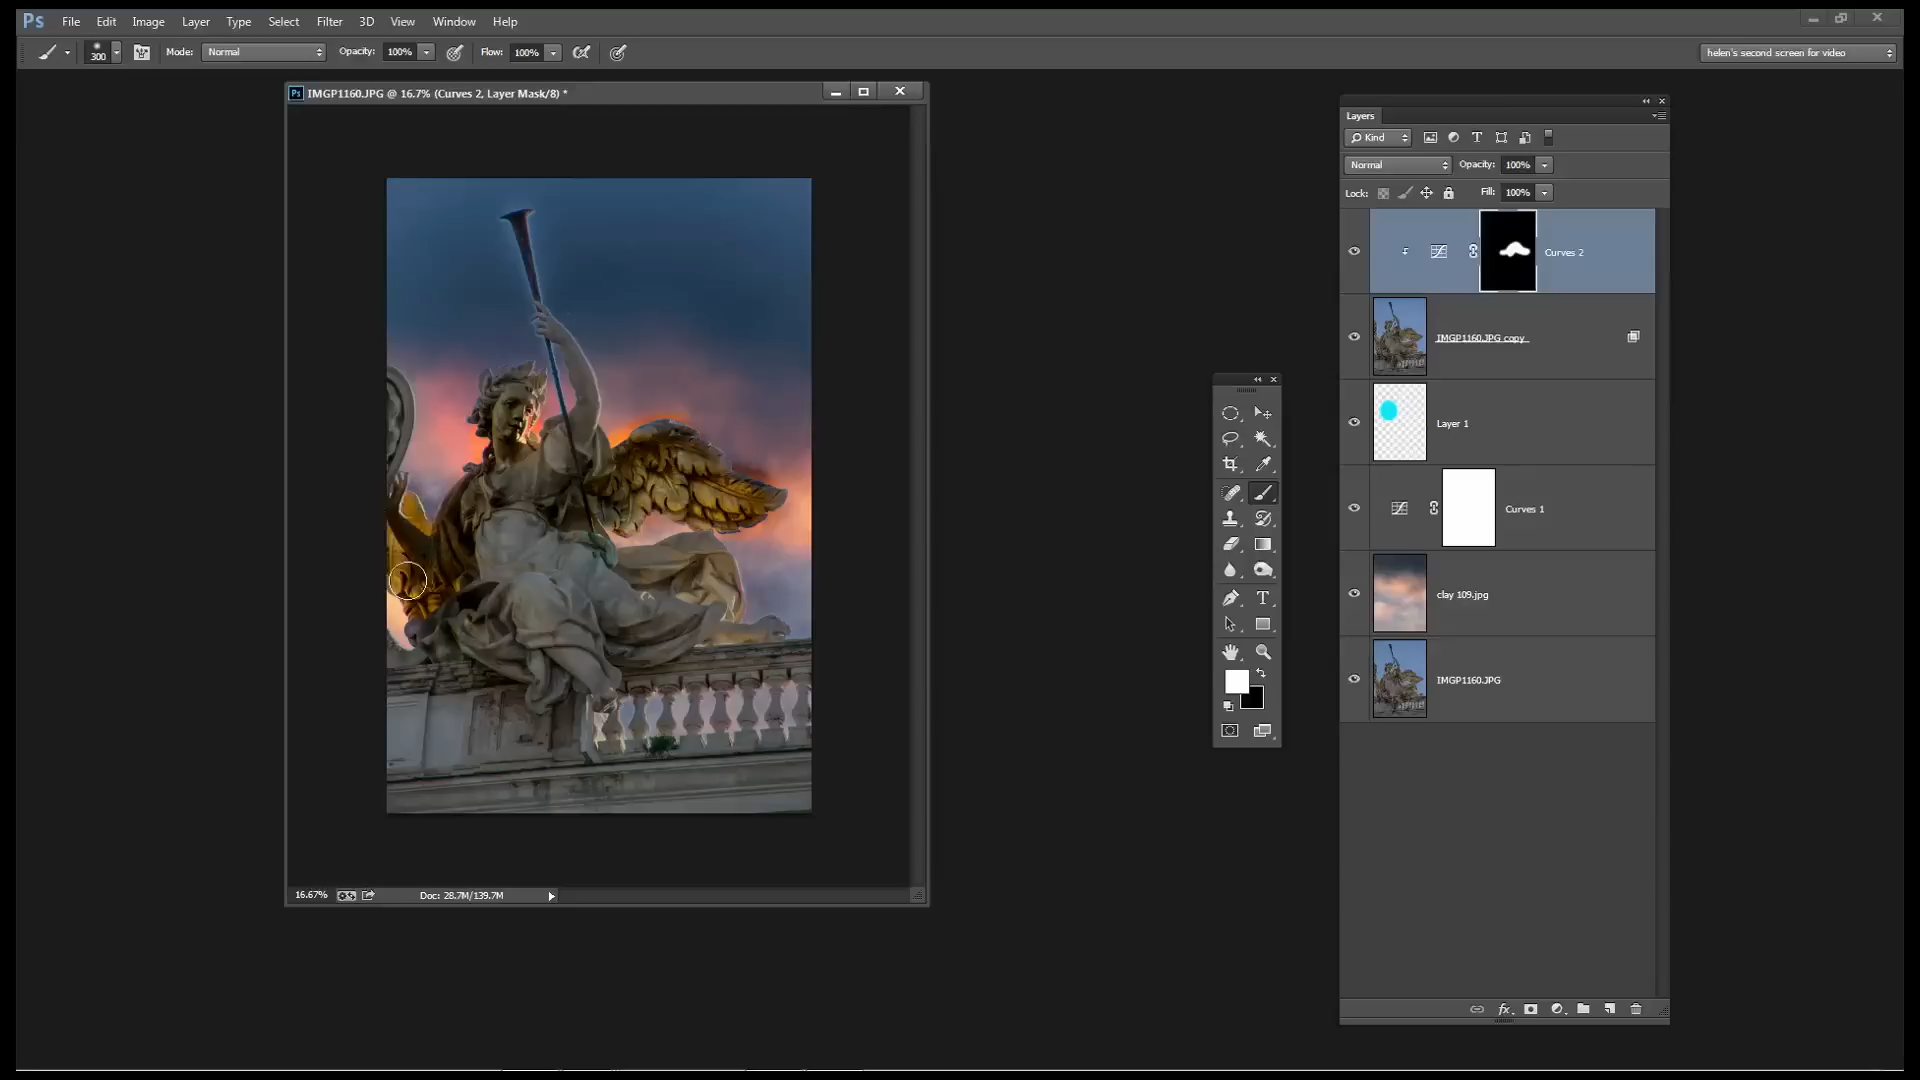 Ps File Edit Image Layer Type Select Filter 3D View Window Help
300 Mode: Normal Opacity: 100% Flow: 100% helen's second screen for video
Ps IMGP1160.JPG @ 16.7% (Curves 2, Layer Mask/8) *
Layers
Kind T
Normal Opacity: 100%
Lock: Fill: 100%
Curves 2
IMGP1160.JPG copy
Layer 1
Curves 1
clay 109.jpg
IMGP1160.JPG
T
16.67% Doc: 28.7M/139.7M
fx